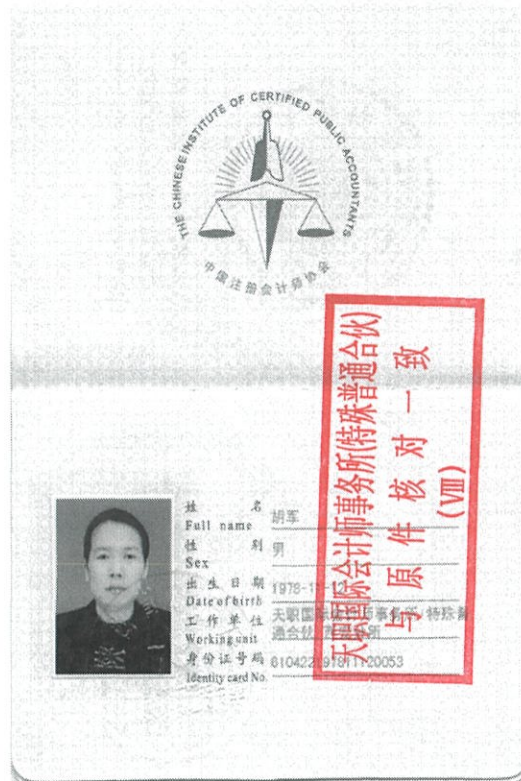 THE CHINESE INSTITUTE OF CERTIFIED PUBLIC ACCOUNTANTS
中国注册会计师协会
天职国际会计师事务所(特殊普通合伙)
与原件核对一致
(Ⅷ)
姓 名 胡军
Full name
性 别 男
Sex
出 生 日 期
Date of birth
工 作 单 位
Working unit
身份证号码
Identity card No.